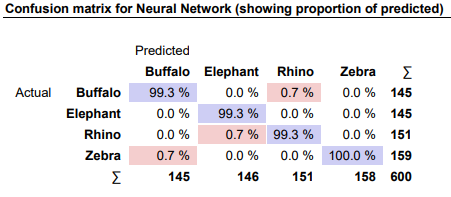 Confusion matrix for Neural Network (showing proportion of predicted)
Predicted
Buffalo Elephant Rhino Zebra Σ
Actual Buffalo 99.3 % 0.0 % 0.7 % 0.0 % 145
Elephant 0.0 % 99.3 % 0.0 % 0.0 % 145
Rhino 0.0 % 0.7 % 99.3 % 0.0 % 151
Zebra 0.7 % 0.0 % 0.0 % 100.0 % 159
Σ 145 146 151 158 600